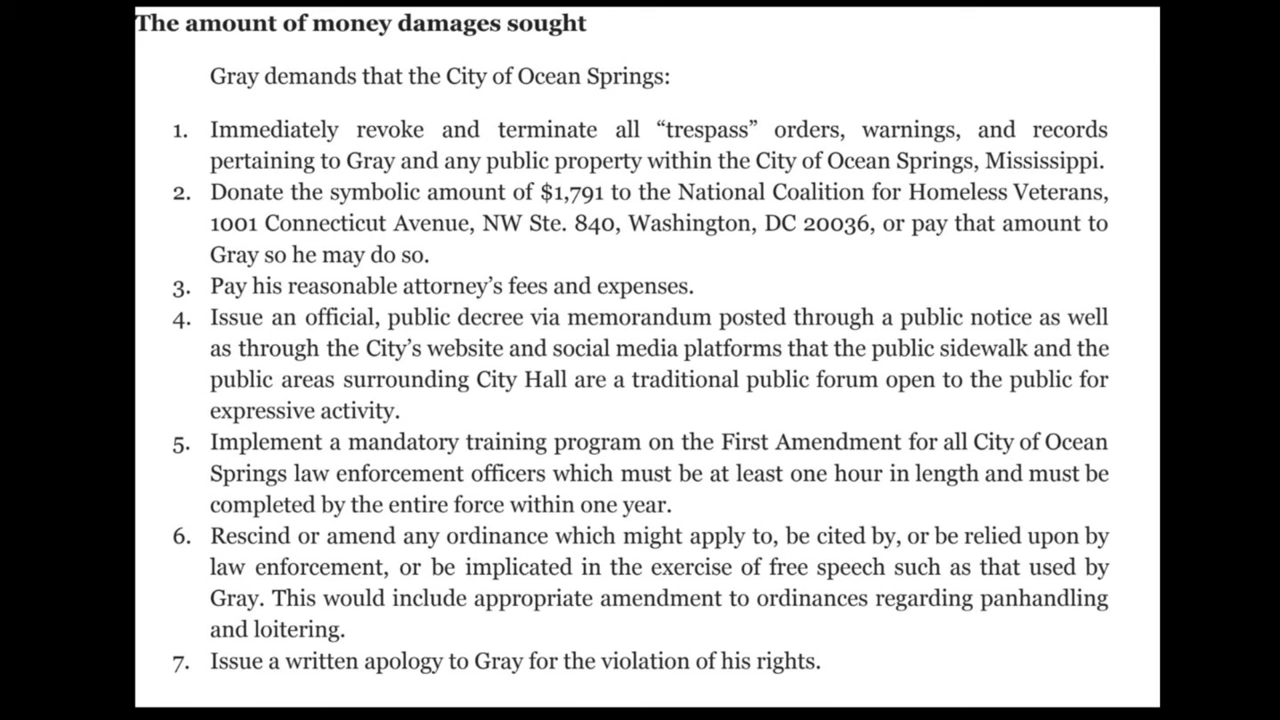 The amount of money damages sought
Gray demands that the City of Ocean Springs:
1. Immediately revoke and terminate all “trespass” orders, warnings, and records
pertaining to Gray and any public property within the City of Ocean Springs, Mississippi.
2. Donate the symbolic amount of $1,791 to the National Coalition for Homeless Veterans,
1001 Connecticut Avenue, NW Ste. 840, Washington, DC 20036, or pay that amount to
Gray so he may do so.
3. Pay his reasonable attorney’s fees and expenses.
4. Issue an official, public decree via memorandum posted through a public notice as well
as through the City’s website and social media platforms that the public sidewalk and the
public areas surrounding City Hall are a traditional public forum open to the public for
expressive activity.
5. Implement a mandatory training program on the First Amendment for all City of Ocean
Springs law enforcement officers which must be at least one hour in length and must be
completed by the entire force within one year.
6. Rescind or amend any ordinance which might apply to, be cited by, or be relied upon by
law enforcement, or be implicated in the exercise of free speech such as that used by
Gray. This would include appropriate amendment to ordinances regarding panhandling
and loitering.
7. Issue a written apology to Gray for the violation of his rights.